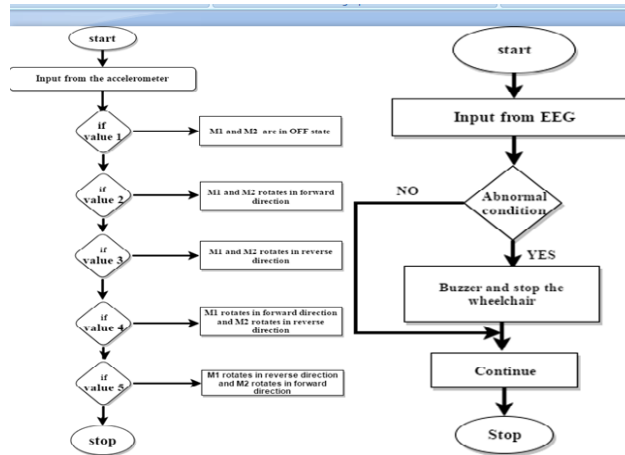 start
Input from the accelerometer
if
value 1
M1 and M2 are in OFF state
if
value 2
M1 and M2 rotates in forward
direction
if
value 3
M1 and M2 rotates in reverse
direction
if
value 4
M1 rotates in forward direction
and M2 rotates in reverse
direction
if
value 5
M1 rotates in reverse direction
and M2 rotates in forward
direction
stop
start
Input from EEG
NO
Abnormal
condition
YES
Buzzer and stop the
wheelchair
Continue
Stop